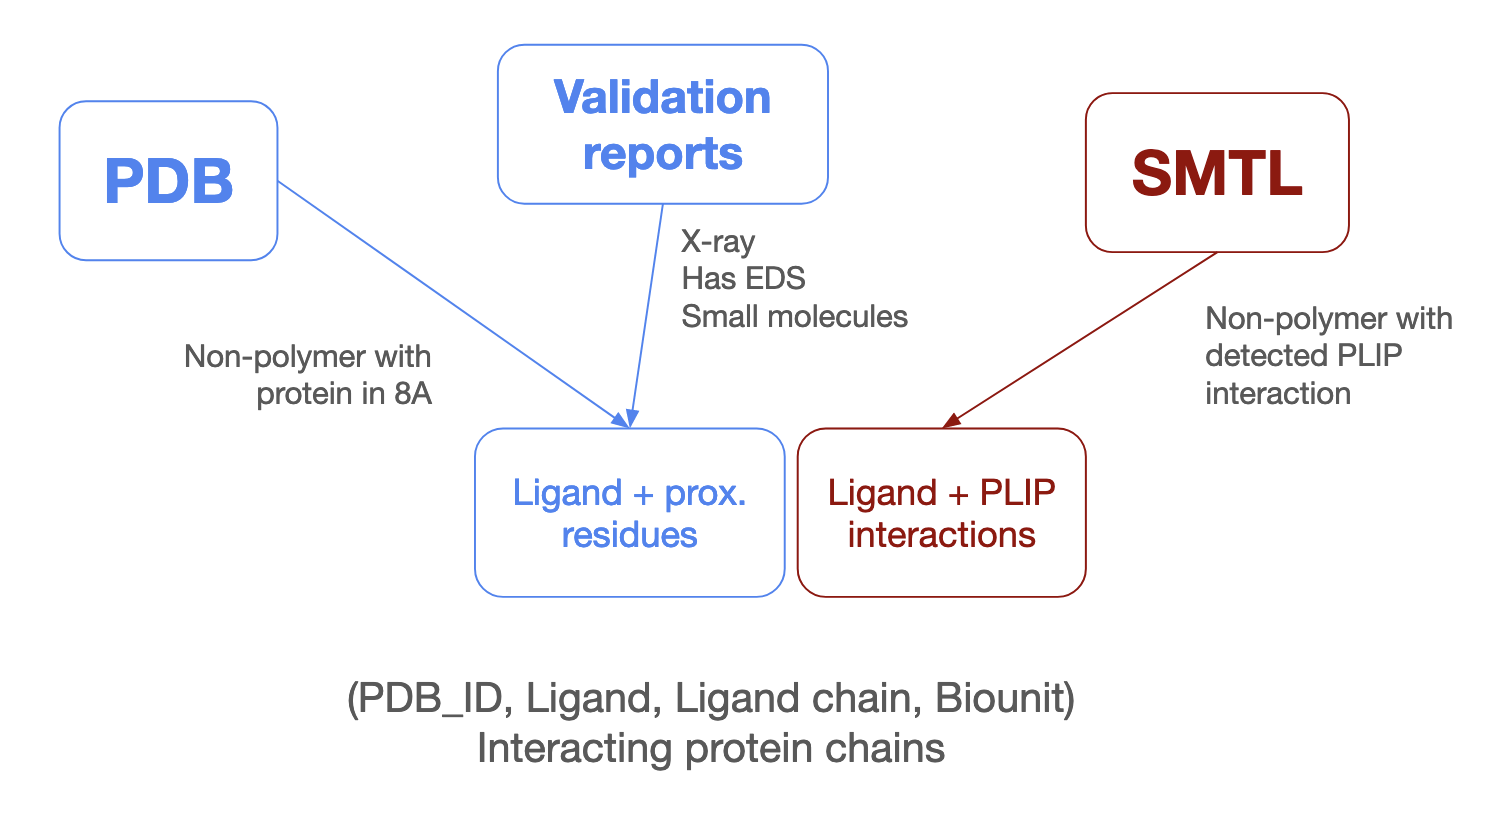 PDB
Validation
reports
SMTL
X-ray
Has EDS
Small molecules
Non-polymer with
protein in 8A
Non-polymer with
detected PLIP
interaction
Ligand + prox.
residues
Ligand + PLIP
interactions
(PDB_ID, Ligand, Ligand chain, Biounit)
Interacting protein chains